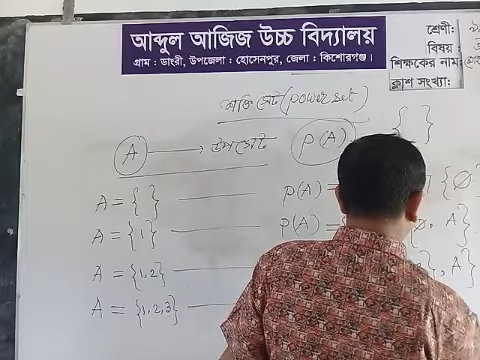 আব্দুল আজিজ উচ্চ বিদ্যালয়
গ্রাম : ডাংরী, উপজেলা : হোসেনপুর, জেলা : কিশোরগঞ্জ।
শ্রেণী:
বিষয় :
শিক্ষকের নাম:
ক্লাশ সংখ্যা:
শক্তি সেট (power set)
A → উপসেট P(A) { }
A = { } P(A) = {∅
A = {1} P(A) = ∅, A}
A = {1,2} }, A}
A = {1,2,3}